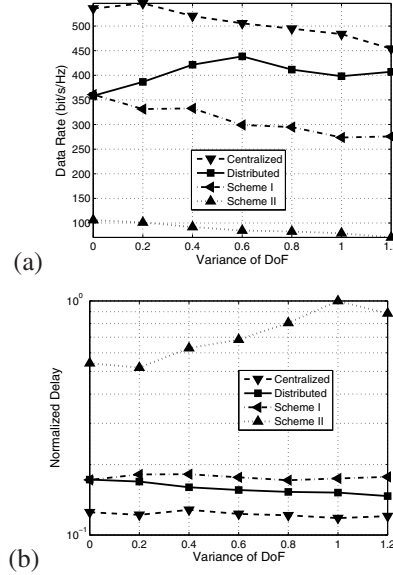 500
450
400
350
300
250
200
150
100
Data Rate (bit/s/Hz)
Centralized
Distributed
Scheme I
Scheme II
0 0.2 0.4 0.6 0.8 1 1.2
Variance of DoF
(a)
10^0
10^-1
Normalized Delay
Centralized
Distributed
Scheme I
Scheme II
0 0.2 0.4 0.6 0.8 1 1.2
Variance of DoF
(b)